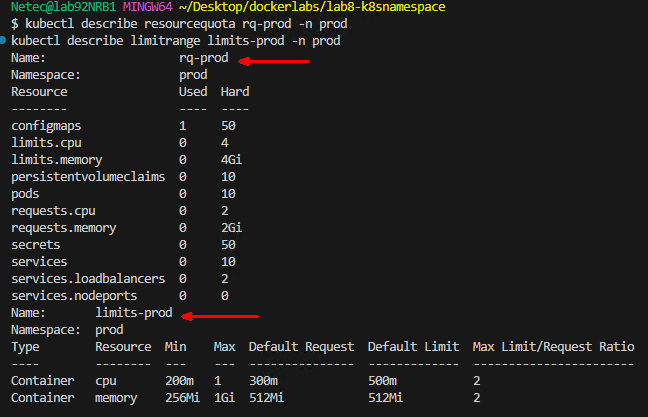 Netec@lab92NRB1 MINGW64 ~/Desktop/dockerlabs/lab8-k8snamespace
$ kubectl describe resourcequota rq-prod -n prod
kubectl describe limitrange limits-prod -n prod
Name:                   rq-prod
Namespace:              prod
Resource                Used  Hard
--------                ----  ----
configmaps              1     50
limits.cpu              0     4
limits.memory           0     4Gi
persistentvolumeclaims  0     10
pods                    0     10
requests.cpu            0     2
requests.memory         0     2Gi
secrets                 0     50
services                0     10
services.loadbalancers  0     2
services.nodeports      0     0
Name:       limits-prod
Namespace:  prod
Type        Resource  Min    Max  Default Request  Default Limit  Max Limit/Request Ratio
----        --------  ---    ---  ---------------  -------------  -----------------------
Container   cpu       200m   1    300m             500m           2
Container   memory    256Mi  1Gi  512Mi            512Mi          2